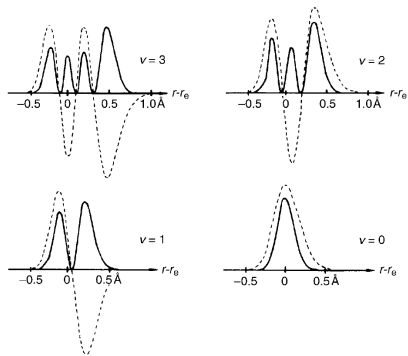 v = 3
−0.5 0 0.5 1.0 Å r-re
v = 2
−0.5 0 0.5 1.0 Å r-re
v = 1
−0.5 0 0.5 Å r-re
v = 0
−0.5 0 0.5 Å r-re